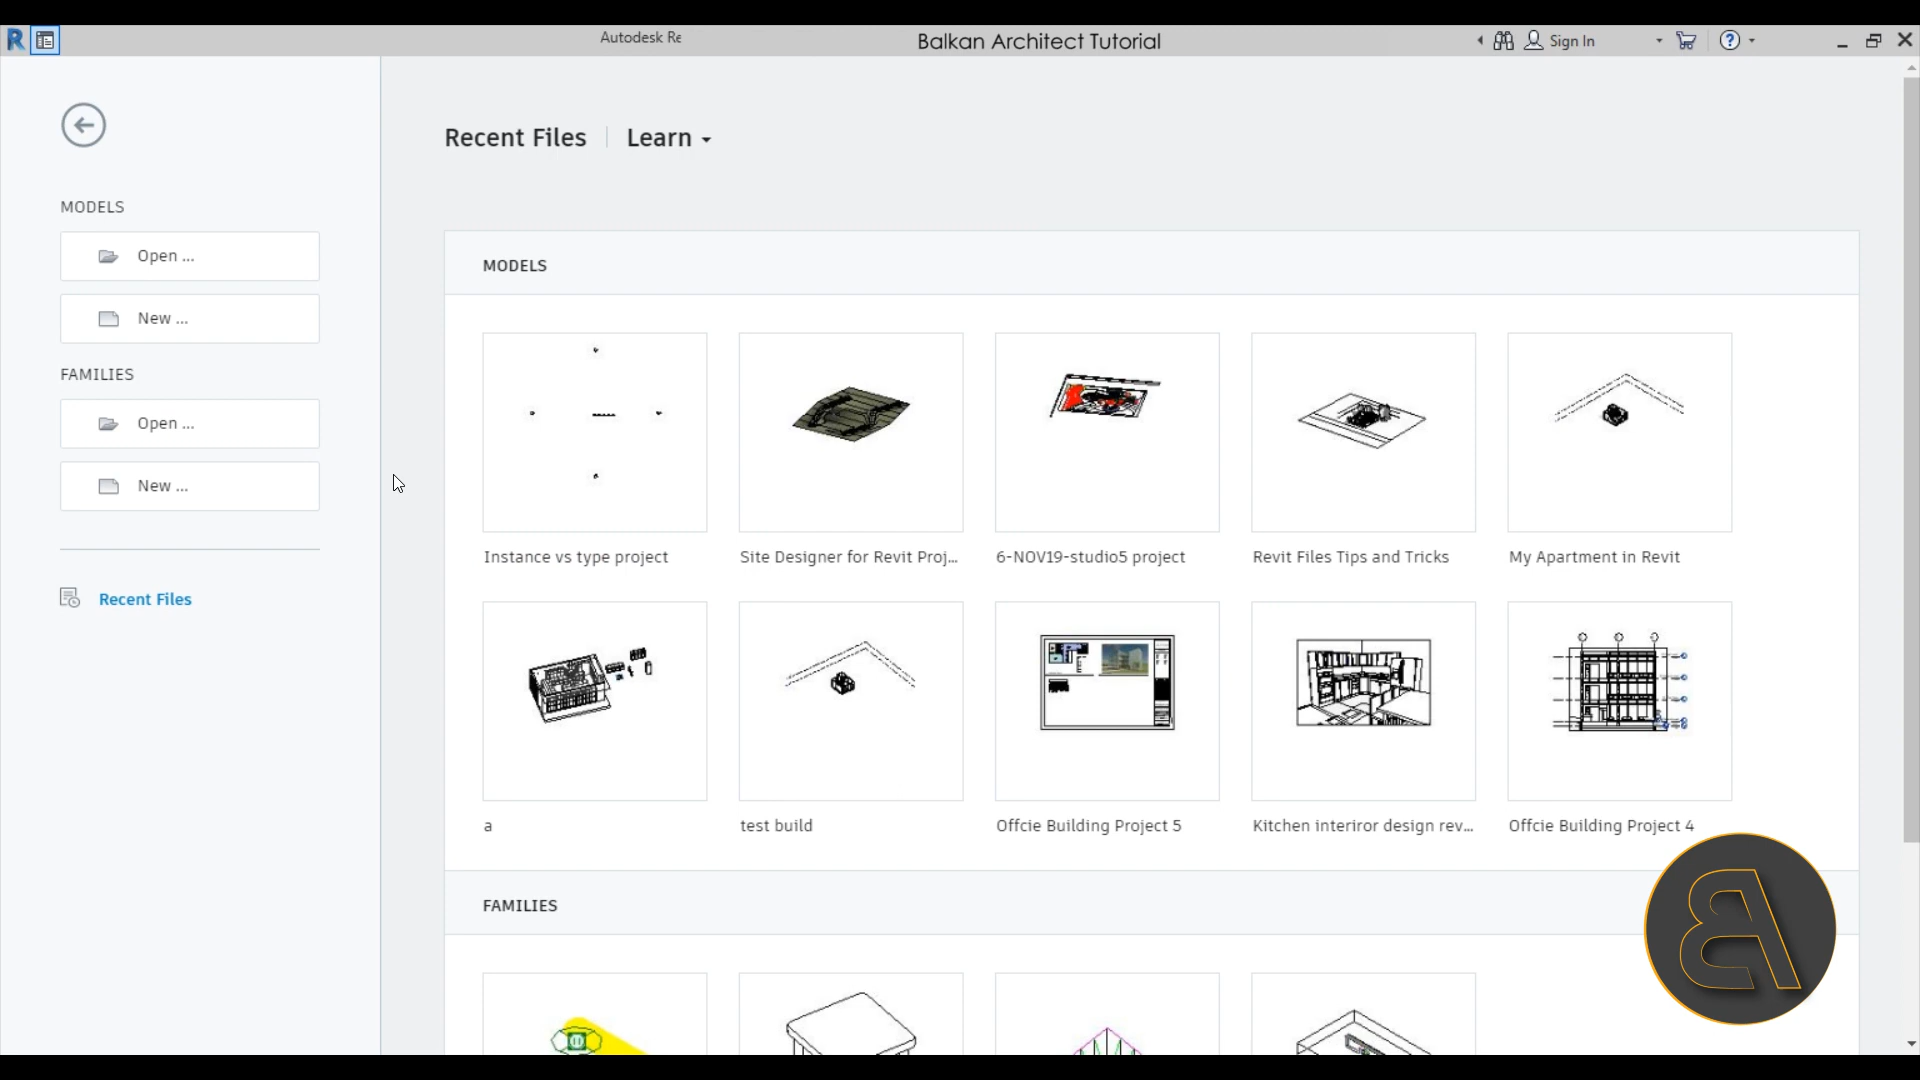 Autodesk Re
Balkan Architect Tutorial
Sign In
Recent Files
Learn
MODELS
Open ...
New ...
FAMILIES
Open ...
New ...
Recent Files
MODELS
Instance vs type project
Site Designer for Revit Proj...
6-NOV19-studio5 project
Revit Files Tips and Tricks
My Apartment in Revit
a
test build
Offcie Building Project 5
Kitchen interiror design rev...
Offcie Building Project 4
FAMILIES